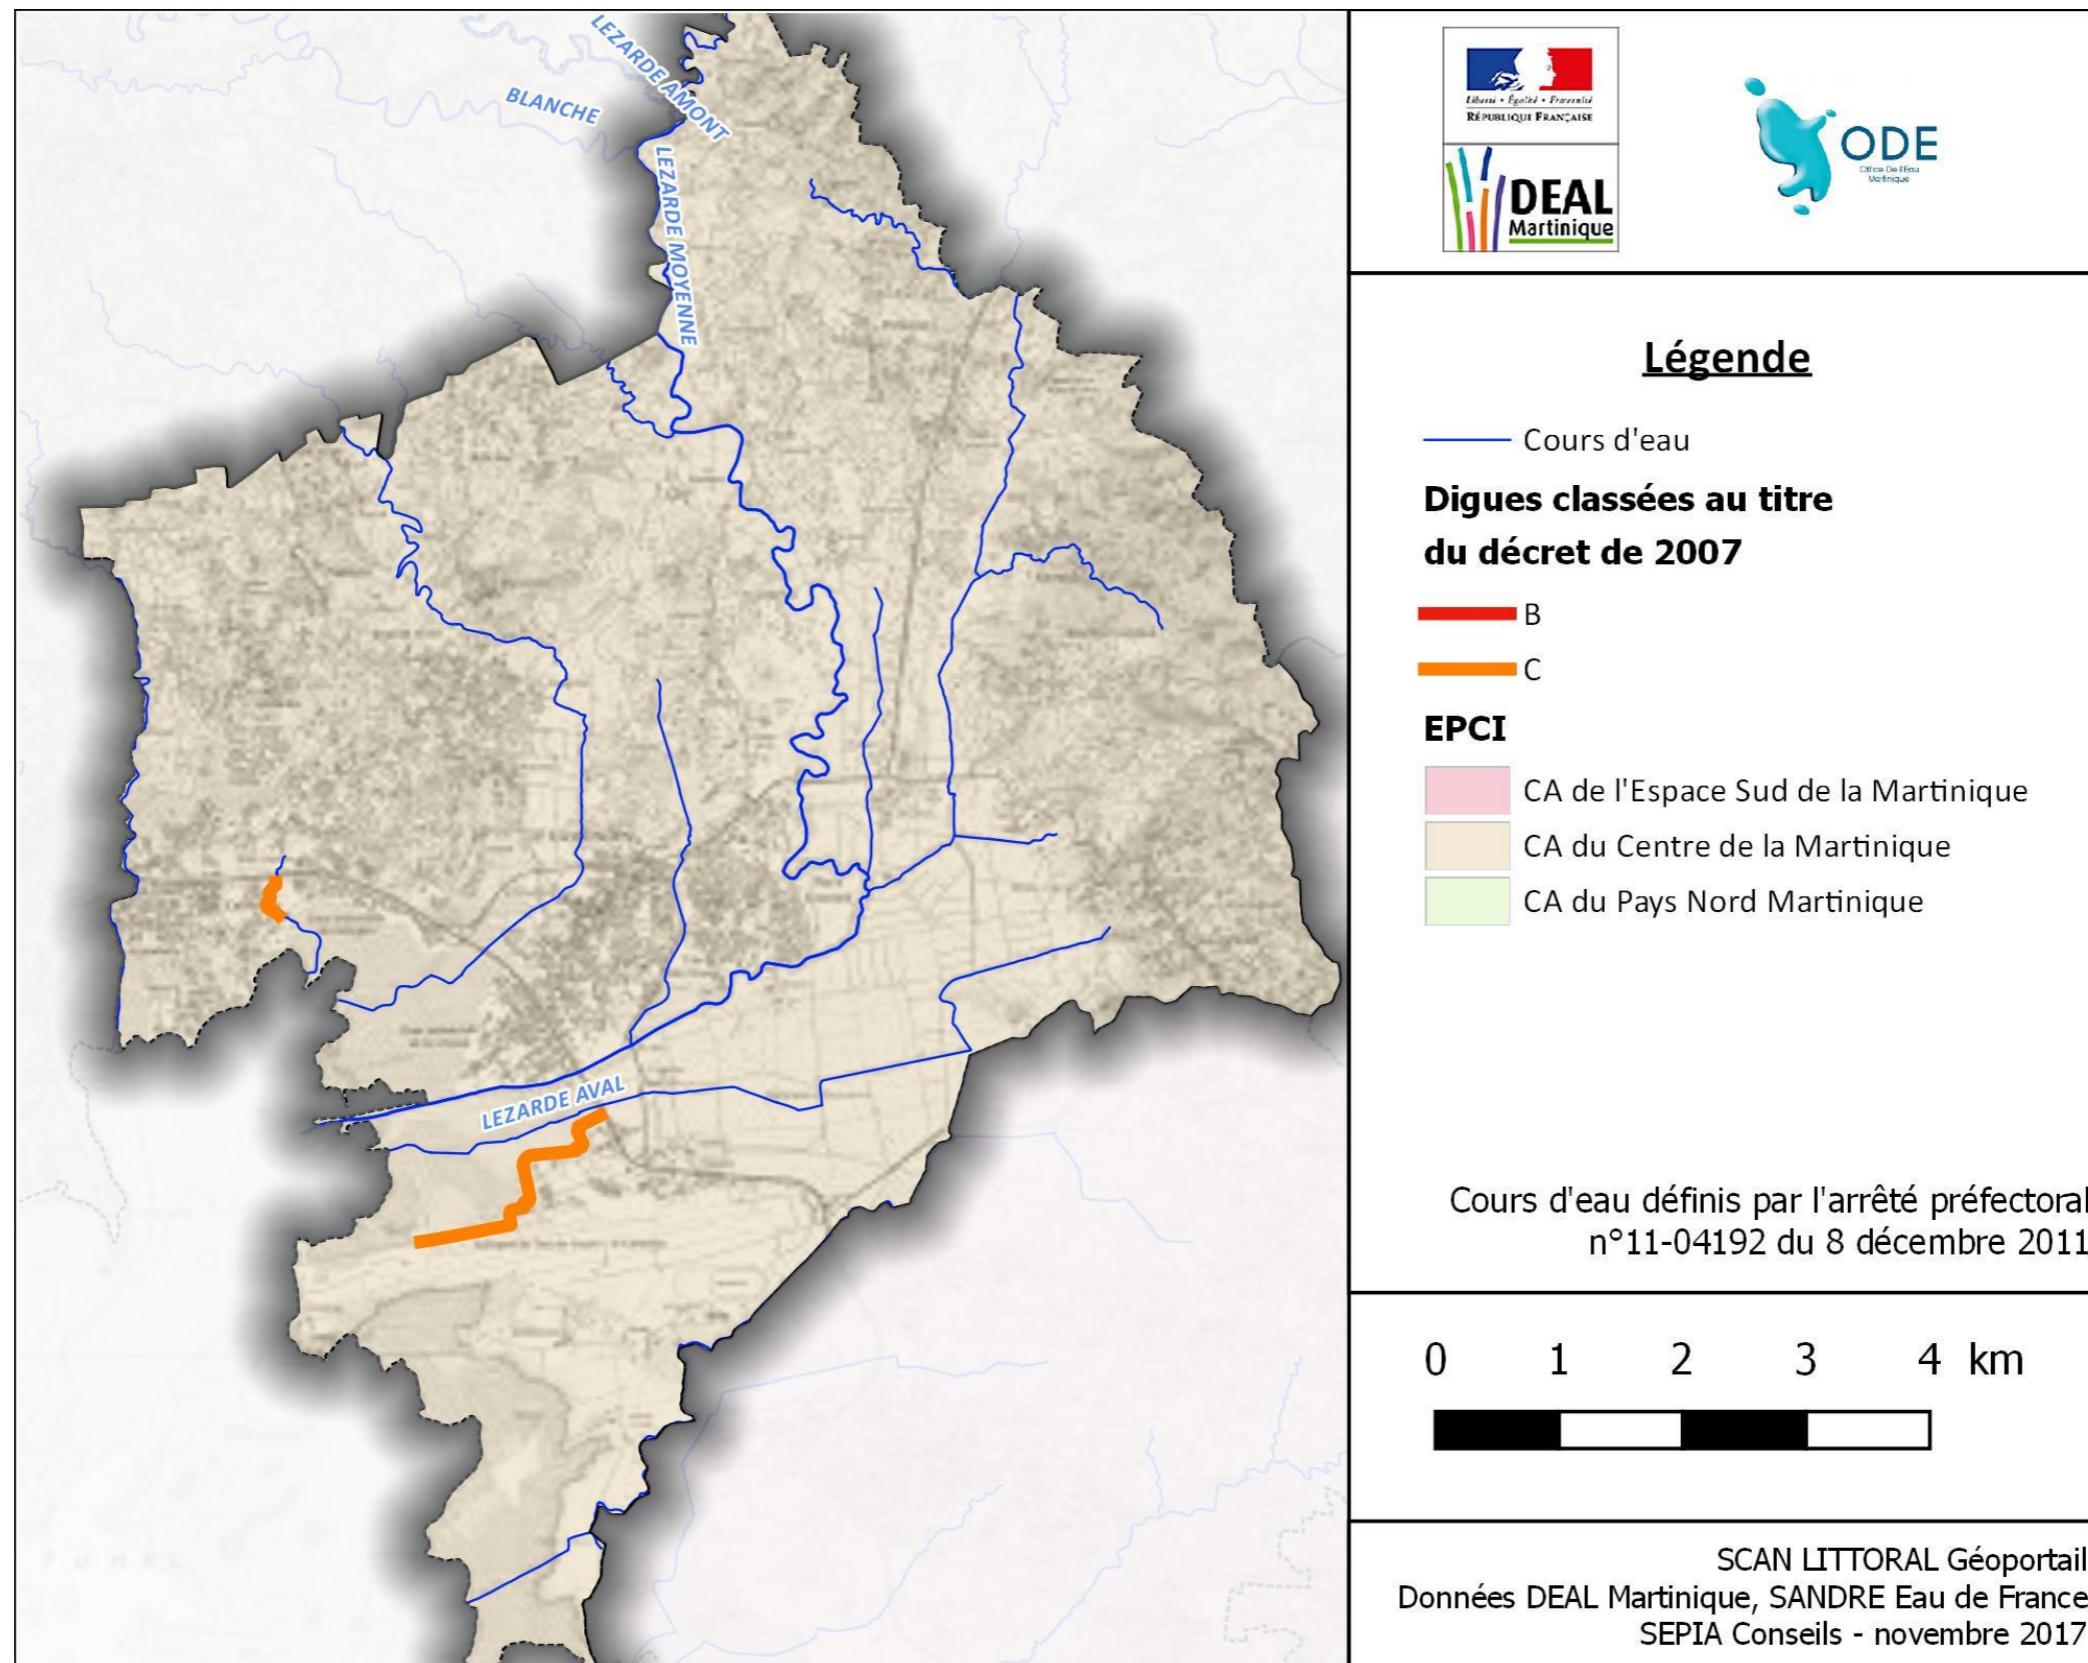 LEZARDE AMONT
BLANCHE
LEZARDE MOYENNE
LEZARDE AVAL
Liberté • Égalité • Fraternité
RÉPUBLIQUE FRANÇAISE
DEAL
Martinique
ODE
Office De l'Eau
Martinique
Légende
Cours d'eau
Digues classées au titre
du décret de 2007
B
C
EPCI
CA de l'Espace Sud de la Martinique
CA du Centre de la Martinique
CA du Pays Nord Martinique
Cours d'eau définis par l'arrêté préfectoral
n°11-04192 du 8 décembre 2011
0 1 2 3 4 km
SCAN LITTORAL Géoportail
Données DEAL Martinique, SANDRE Eau de France
SEPIA Conseils - novembre 2017